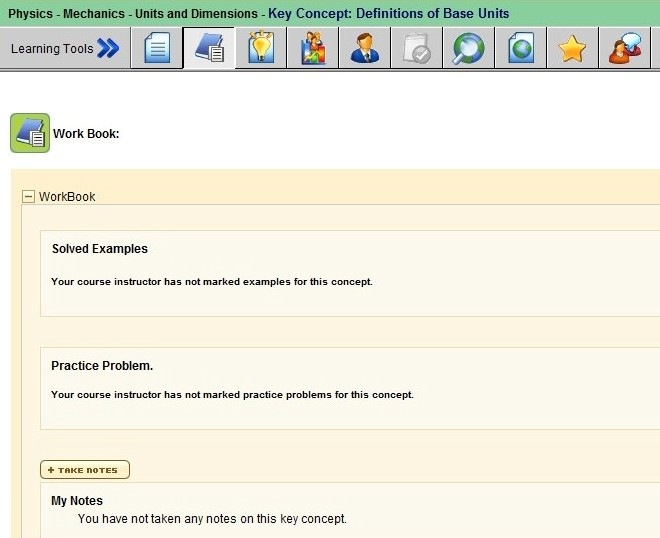 Physics - Mechanics - Units and Dimensions - Key Concept: Definitions of Base Units
Learning Tools
Work Book:
WorkBook
Solved Examples
Your course instructor has not marked examples for this concept.
Practice Problem.
Your course instructor has not marked practice problems for this concept.
+ TAKE NOTES
My Notes
You have not taken any notes on this key concept.